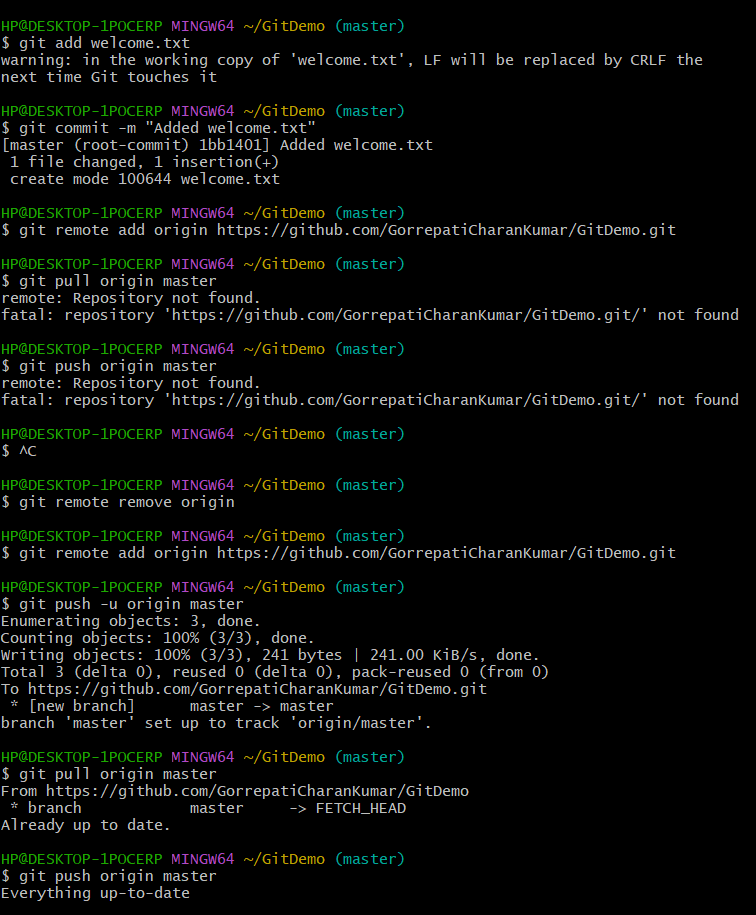 HP@DESKTOP-1POCERP MINGW64 ~/GitDemo (master)
$ git add welcome.txt
warning: in the working copy of 'welcome.txt', LF will be replaced by CRLF the
next time Git touches it
HP@DESKTOP-1POCERP MINGW64 ~/GitDemo (master)
$ git commit -m "Added welcome.txt"
[master (root-commit) 1bb1401] Added welcome.txt
 1 file changed, 1 insertion(+)
 create mode 100644 welcome.txt
HP@DESKTOP-1POCERP MINGW64 ~/GitDemo (master)
$ git remote add origin https://github.com/GorrepatiCharanKumar/GitDemo.git
HP@DESKTOP-1POCERP MINGW64 ~/GitDemo (master)
$ git pull origin master
remote: Repository not found.
fatal: repository 'https://github.com/GorrepatiCharanKumar/GitDemo.git/' not found
HP@DESKTOP-1POCERP MINGW64 ~/GitDemo (master)
$ git push origin master
remote: Repository not found.
fatal: repository 'https://github.com/GorrepatiCharanKumar/GitDemo.git/' not found
HP@DESKTOP-1POCERP MINGW64 ~/GitDemo (master)
$ ^C
HP@DESKTOP-1POCERP MINGW64 ~/GitDemo (master)
$ git remote remove origin
HP@DESKTOP-1POCERP MINGW64 ~/GitDemo (master)
$ git remote add origin https://github.com/GorrepatiCharanKumar/GitDemo.git
HP@DESKTOP-1POCERP MINGW64 ~/GitDemo (master)
$ git push -u origin master
Enumerating objects: 3, done.
Counting objects: 100% (3/3), done.
Writing objects: 100% (3/3), 241 bytes | 241.00 KiB/s, done.
Total 3 (delta 0), reused 0 (delta 0), pack-reused 0 (from 0)
To https://github.com/GorrepatiCharanKumar/GitDemo.git
 * [new branch]      master -> master
branch 'master' set up to track 'origin/master'.
HP@DESKTOP-1POCERP MINGW64 ~/GitDemo (master)
$ git pull origin master
From https://github.com/GorrepatiCharanKumar/GitDemo
 * branch            master     -> FETCH_HEAD
Already up to date.
HP@DESKTOP-1POCERP MINGW64 ~/GitDemo (master)
$ git push origin master
Everything up-to-date